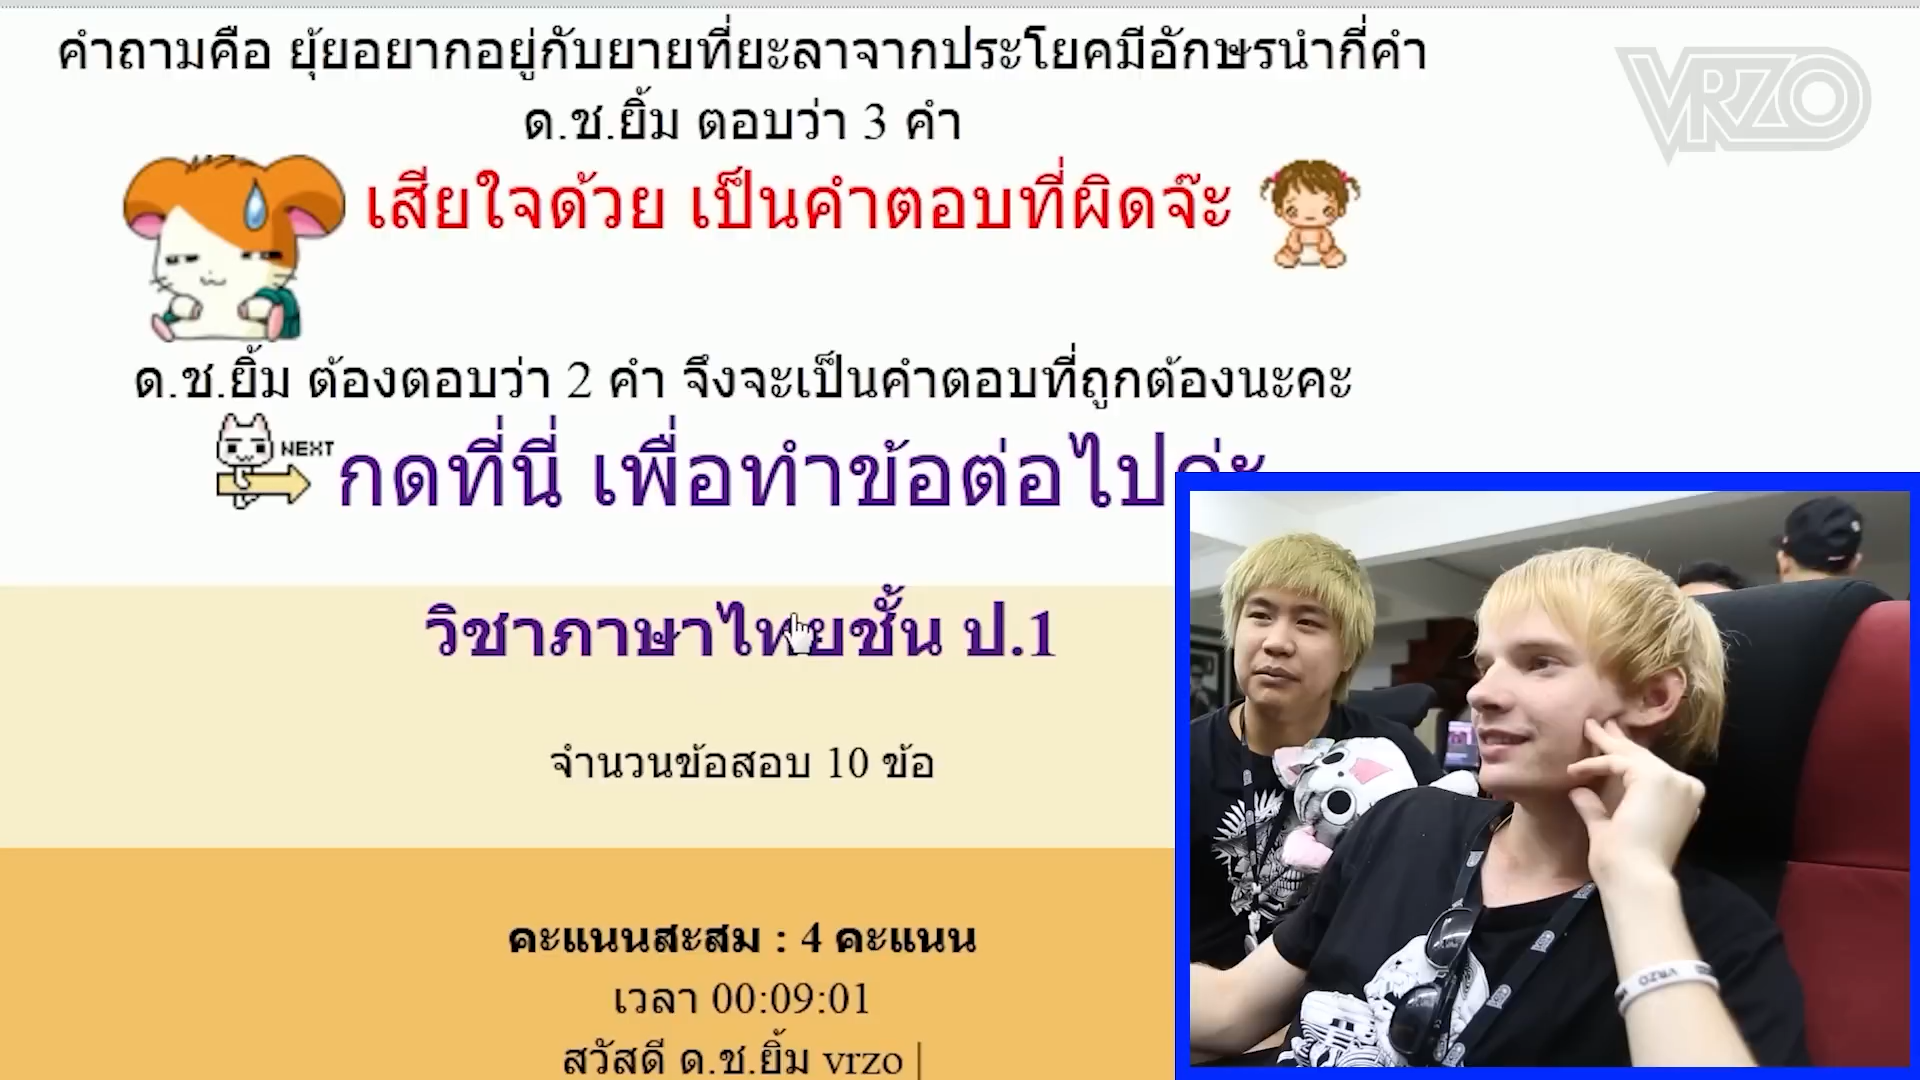 คำถามคือ ยุ้ยอยากอยู่กับยายที่ยะลาจากประโยคมีอักษรนำกี่คำ
VRZO
ด.ช.ยิ้ม ตอบว่า 3 คำ
เสียใจด้วย เป็นคำตอบที่ผิดจ๊ะ
ด.ช.ยิ้ม ต้องตอบว่า 2 คำ จึงจะเป็นคำตอบที่ถูกต้องนะคะ
NEXT
กดที่นี่ เพื่อทำข้อต่อไปค่ะ
วิชาภาษาไทยชั้น ป.1
จำนวนข้อสอบ 10 ข้อ
คะแนนสะสม : 4 คะแนน
เวลา 00:09:01
สวัสดี ด.ช.ยิ้ม vrzo |
VRZO